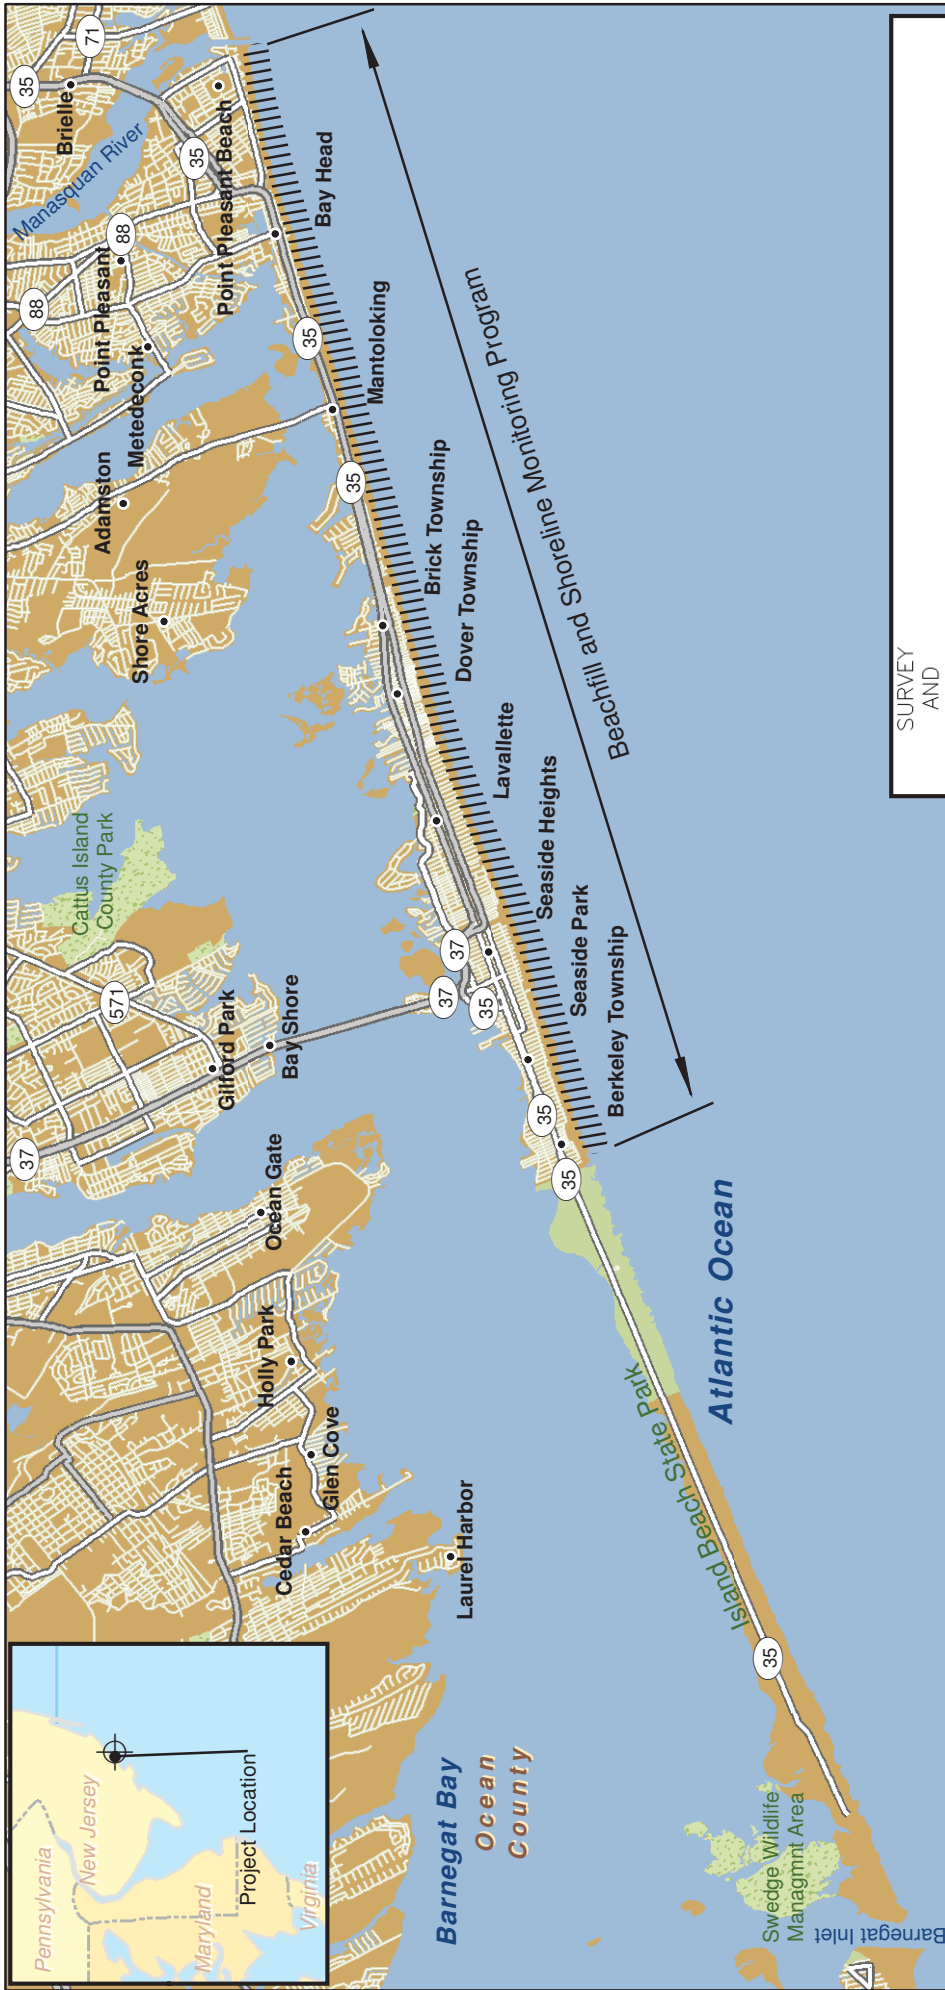 Pennsylvania
New Jersey
Maryland
Virginia
Project Location
37
571
Cattus Island
County Park
Gilford Park
Bay Shore
Ocean Gate
Holly Park
Glen Cove
Cedar Beach
Laurel Harbor
Barnegat Bay
Ocean
County
Swedge Wildlife
Managmnt Area
Barnegat Inlet
35
Island Beach State Park
Atlantic Ocean
35
35
35
37
37
Berkeley Township
Seaside Park
Seaside Heights
Lavallette
Dover Township
Brick Township
Mantoloking
Bay Head
Point Pleasant Beach
Point Pleasant
Metedeconk
Adamston
Shore Acres
Brielle
Manasquan River
35
71
35
88
88
35
35
Beachfill and Shoreline Monitoring Program
SURVEY
AND